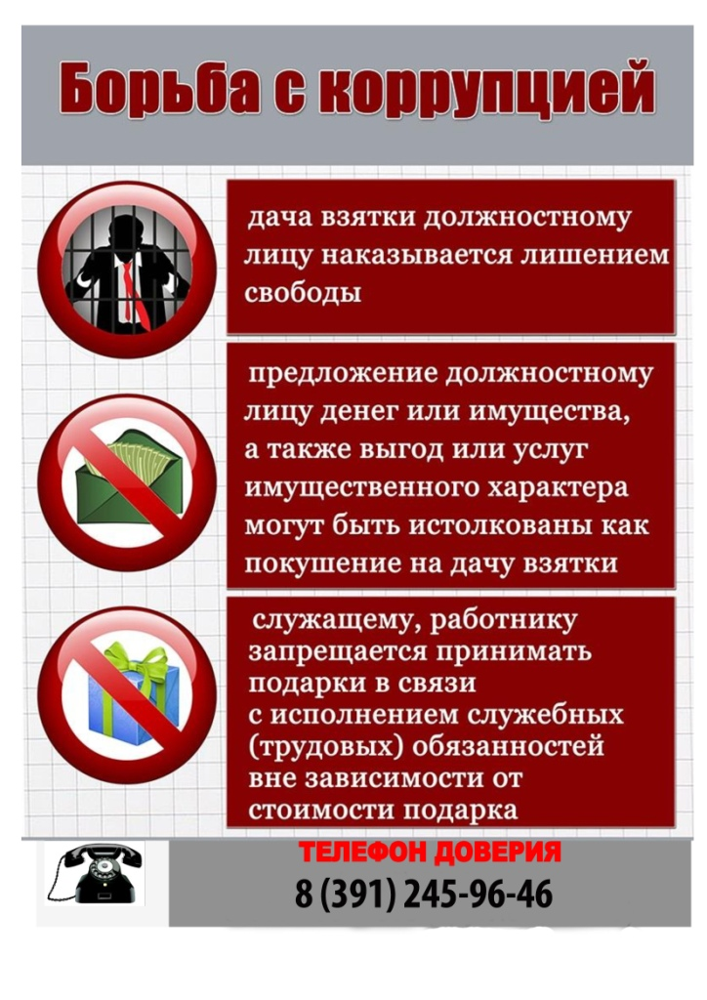 Борьба с коррупцией
дача взятки должностному
лицу наказывается лишением
свободы
предложение должностному
лицу денег или имущества,
а также выгод или услуг
имущественного характера
могут быть истолкованы как
покушение на дачу взятки
служащему, работнику
запрещается принимать
подарки в связи
с исполнением служебных
(трудовых) обязанностей
вне зависимости от
стоимости подарка
ТЕЛЕФОН ДОВЕРИЯ
8 (391) 245-96-46